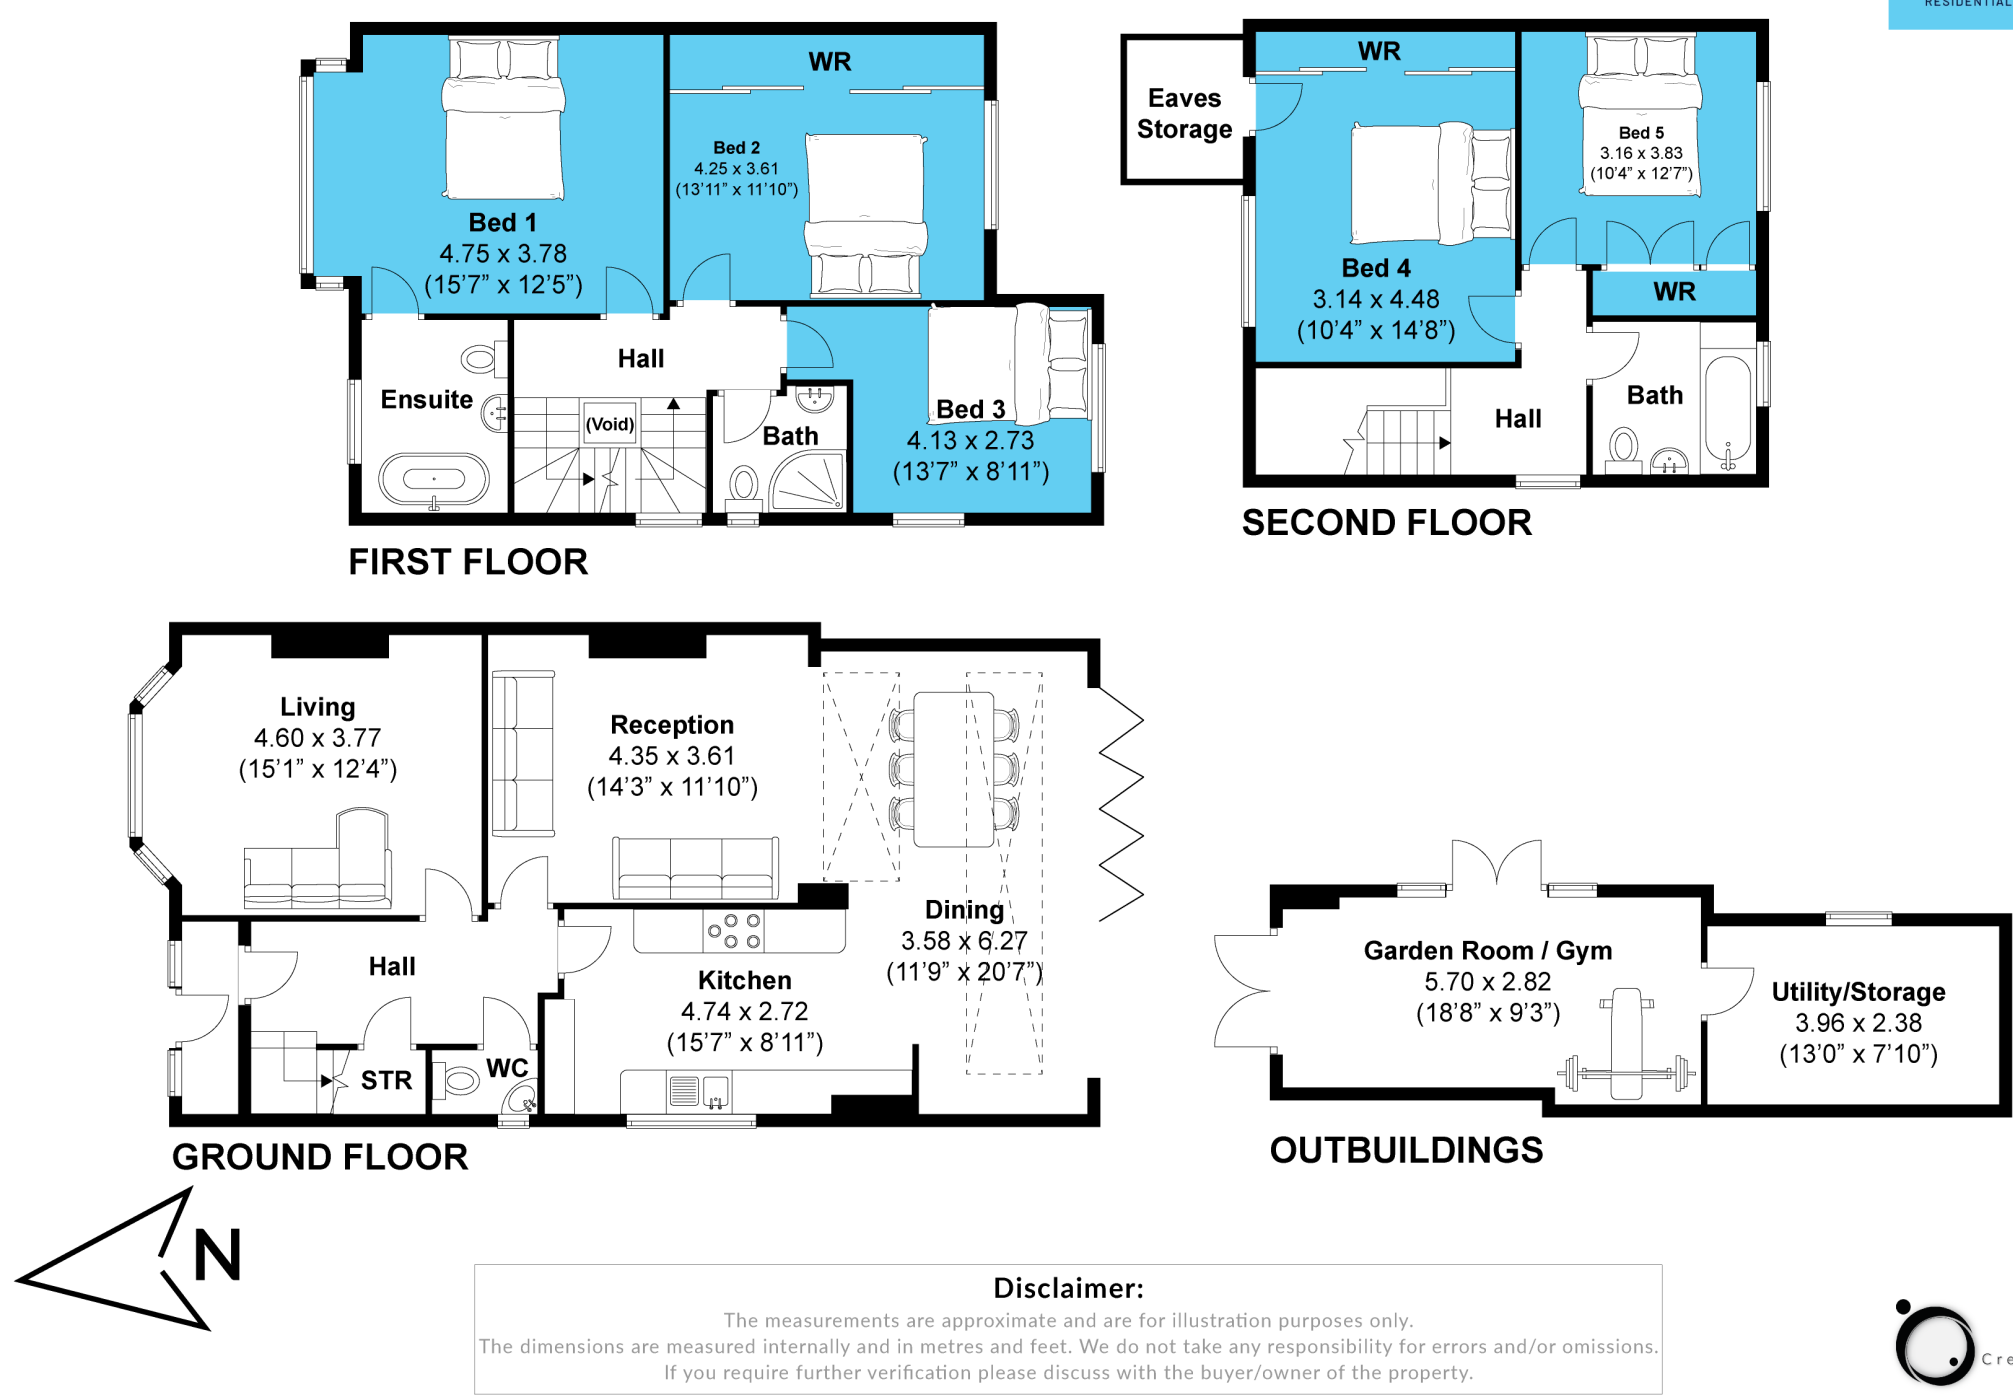 RESIDENTIAL
WR
Bed 2
4.25 x 3.61
(13’11” x 11’10”)
Bed 1
4.75 x 3.78
(15’7” x 12’5”)
Hall
Ensuite
(Void)
Bath
Bed 3
4.13 x 2.73
(13’7” x 8’11”)
FIRST FLOOR
WR
Eaves
Storage
Bed 5
3.16 x 3.83
(10’4” x 12’7”)
Bed 4
3.14 x 4.48
(10’4” x 14’8”)
WR
Bath
Hall
SECOND FLOOR
Living
4.60 x 3.77
(15’1” x 12’4”)
Reception
4.35 x 3.61
(14’3” x 11’10”)
Dining
3.58 x 6.27
(11’9” x 20’7”)
Hall
Kitchen
4.74 x 2.72
(15’7” x 8’11”)
STR
WC
GROUND FLOOR
Garden Room / Gym
5.70 x 2.82
(18’8” x 9’3”)
Utility/Storage
3.96 x 2.38
(13’0” x 7’10”)
OUTBUILDINGS
N
Disclaimer:
The measurements are approximate and are for illustration purposes only.
The dimensions are measured internally and in metres and feet. We do not take any responsibility for errors and/or omissions.
If you require further verification please discuss with the buyer/owner of the property.